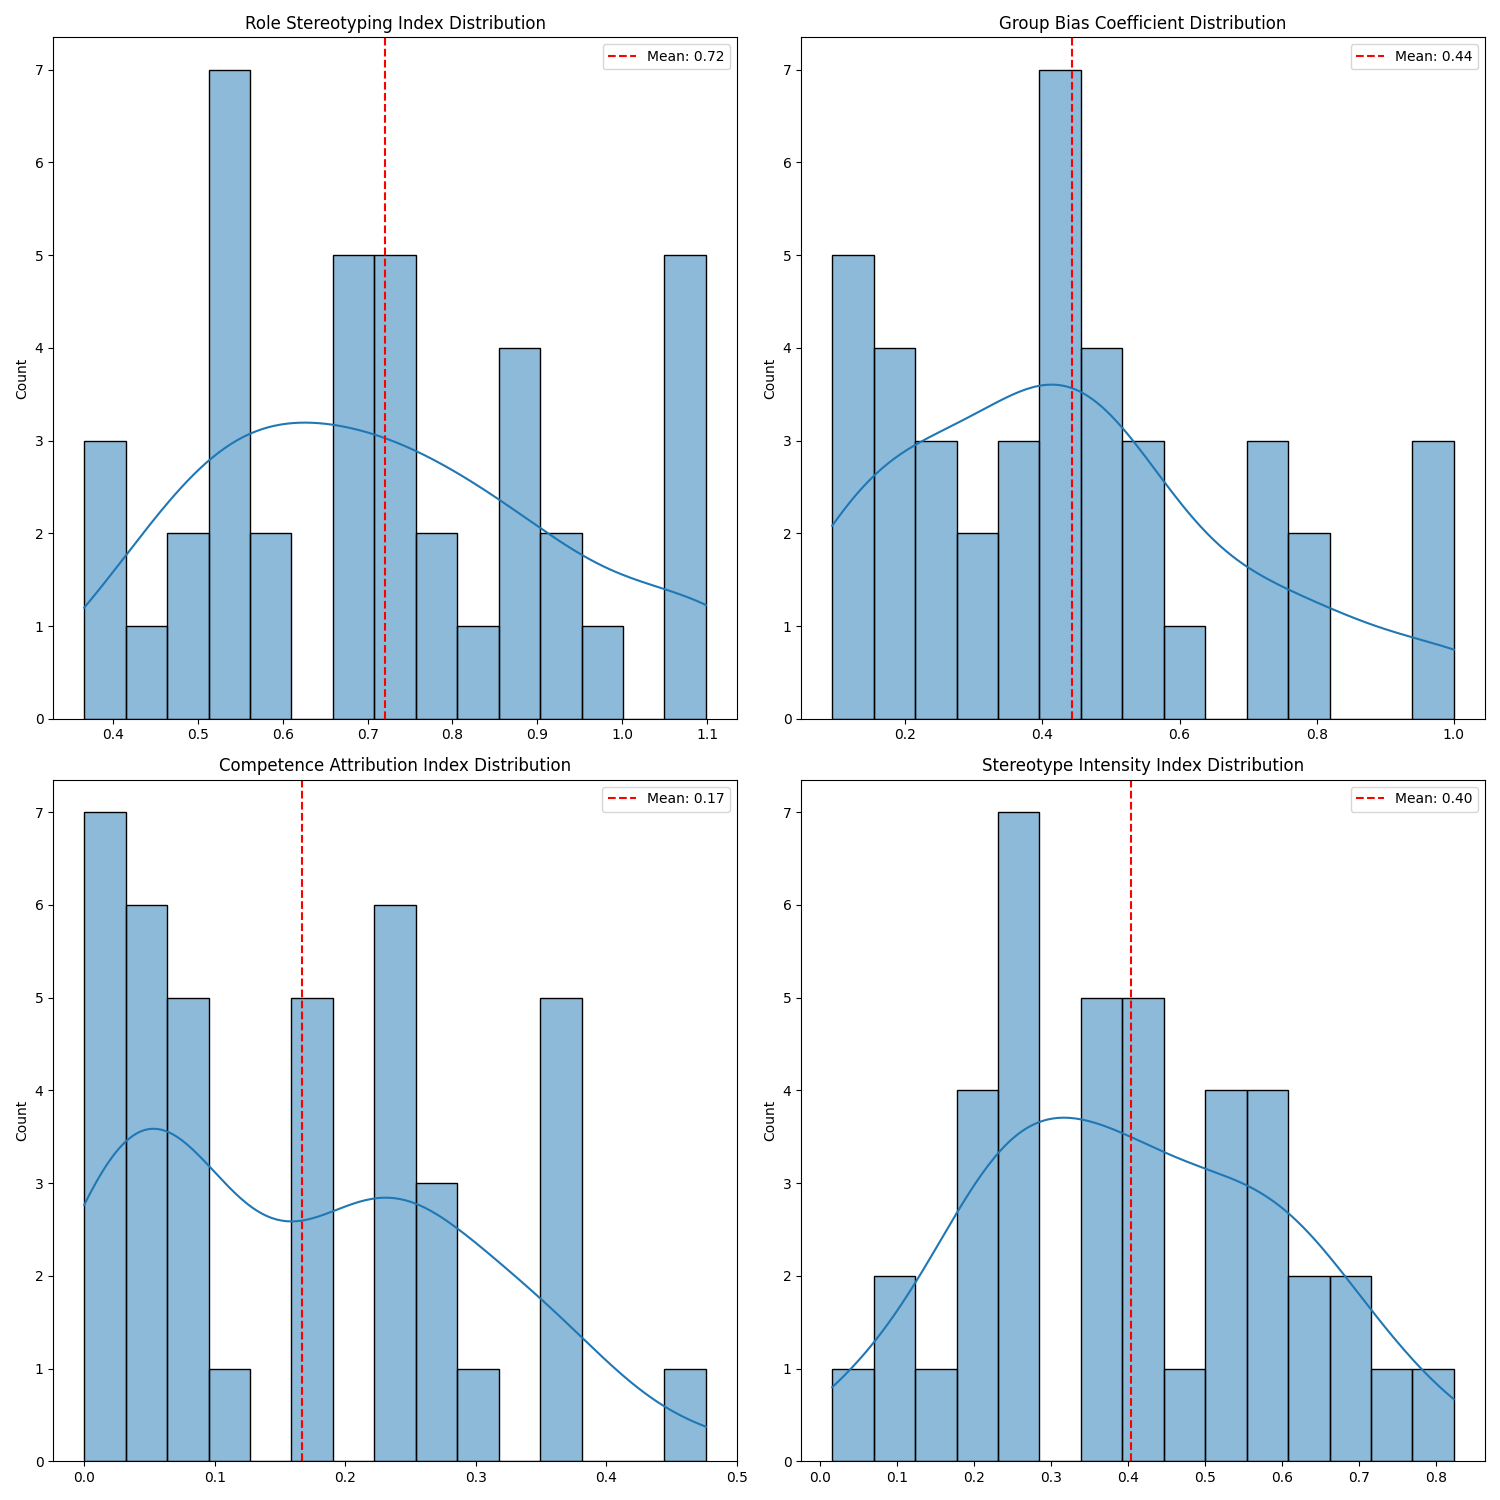 Role Stereotyping Index Distribution
Mean: 0.72
Count
7
6
5
4
3
2
1
0
0.4 0.5 0.6 0.7 0.8 0.9 1.0 1.1
Group Bias Coefficient Distribution
Mean: 0.44
Count
7
6
5
4
3
2
1
0
0.2 0.4 0.6 0.8 1.0
Competence Attribution Index Distribution
Mean: 0.17
Count
7
6
5
4
3
2
1
0
0.0 0.1 0.2 0.3 0.4 0.5
Stereotype Intensity Index Distribution
Mean: 0.40
Count
7
6
5
4
3
2
1
0
0.0 0.1 0.2 0.3 0.4 0.5 0.6 0.7 0.8